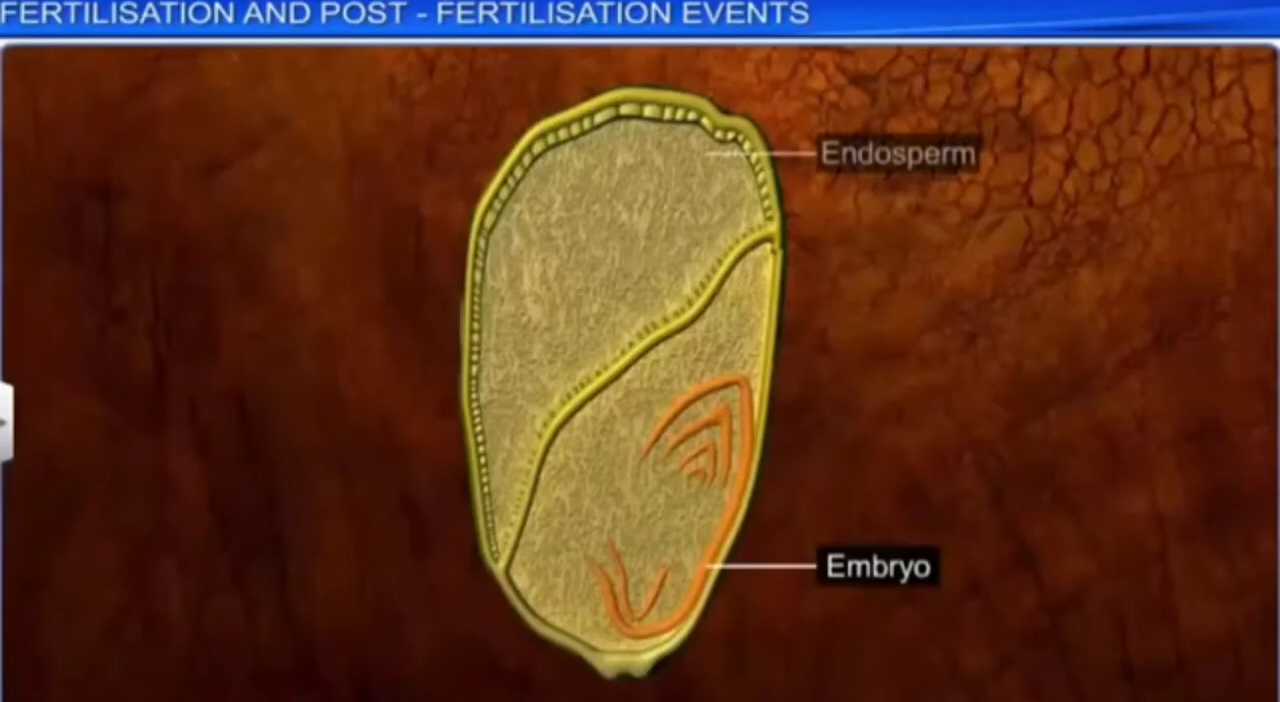 FERTILISATION AND POST - FERTILISATION EVENTS
Endosperm
Embryo